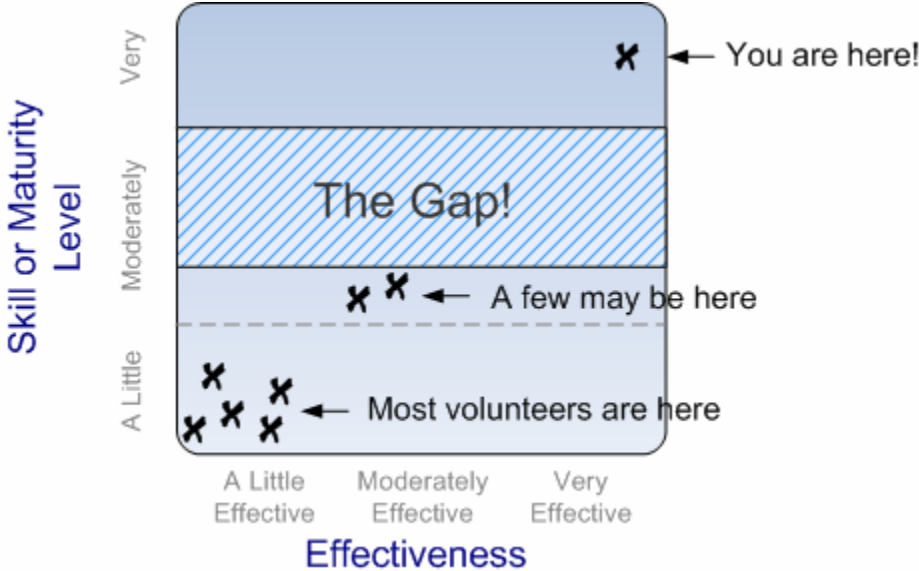 Very
You are here!
Skill or Maturity
Level
Moderately
The Gap!
A few may be here
A Little
Most volunteers are here
A Little
Effective
Moderately
Effective
Very
Effective
Effectiveness